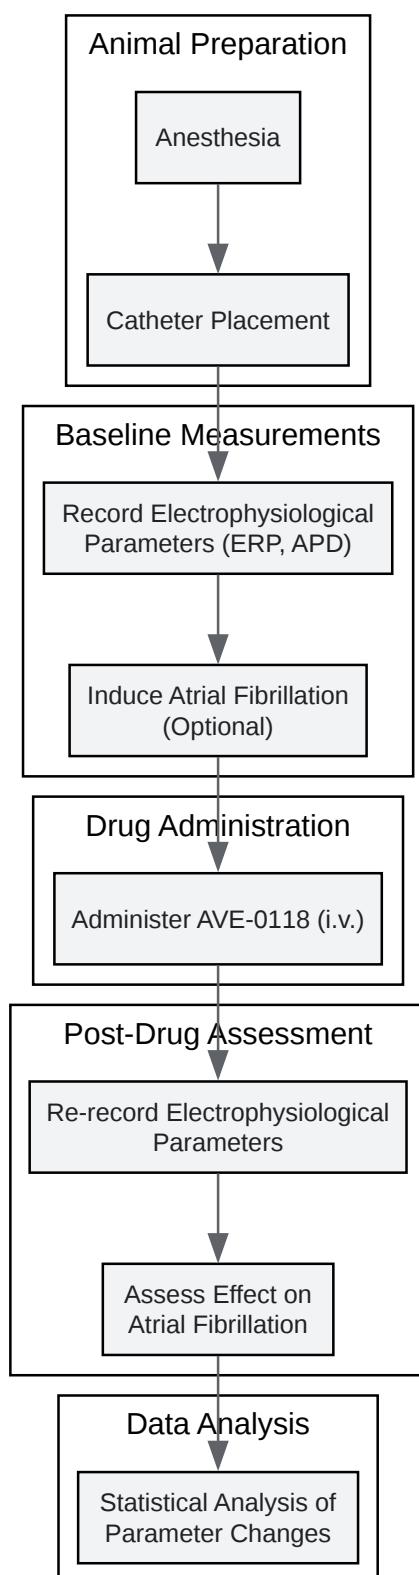 Animal Preparation
Anesthesia
Catheter Placement
Baseline Measurements
Record Electrophysiological
Parameters (ERP, APD)
Induce Atrial Fibrillation
(Optional)
Drug Administration
Administer AVE-0118 (i.v.)
Post-Drug Assessment
Re-record Electrophysiological
Parameters
Assess Effect on
Atrial Fibrillation
Data Analysis
Statistical Analysis of
Parameter Changes